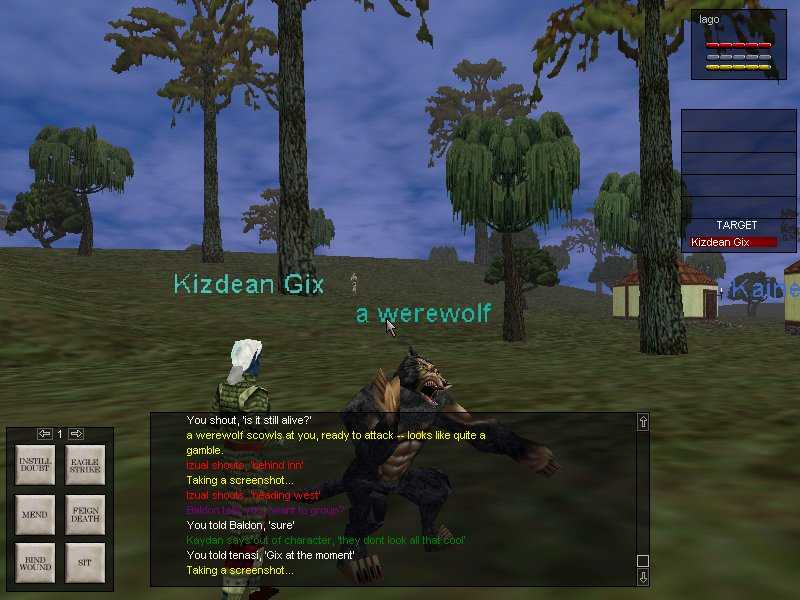 Iago
TARGET
Kizdean Gix
Kizdean Gix
a werewolf
Kaine
1
INSTILL DOUBT
EAGLE STRIKE
MEND
FEIGN DEATH
BIND WOUND
SIT
You shout, 'is it still alive?'
a werewolf scowls at you, ready to attack -- looks like quite a
gamble.
Izual shouts, 'behind inn'
Taking a screenshot...
Izual shouts, 'heading west'
Baldon tells you, 'want to group?'
You told Baldon, 'sure'
Kaydan says out of character, 'they dont look all that cool'
You told tenasi, 'Gix at the moment'
Taking a screenshot...